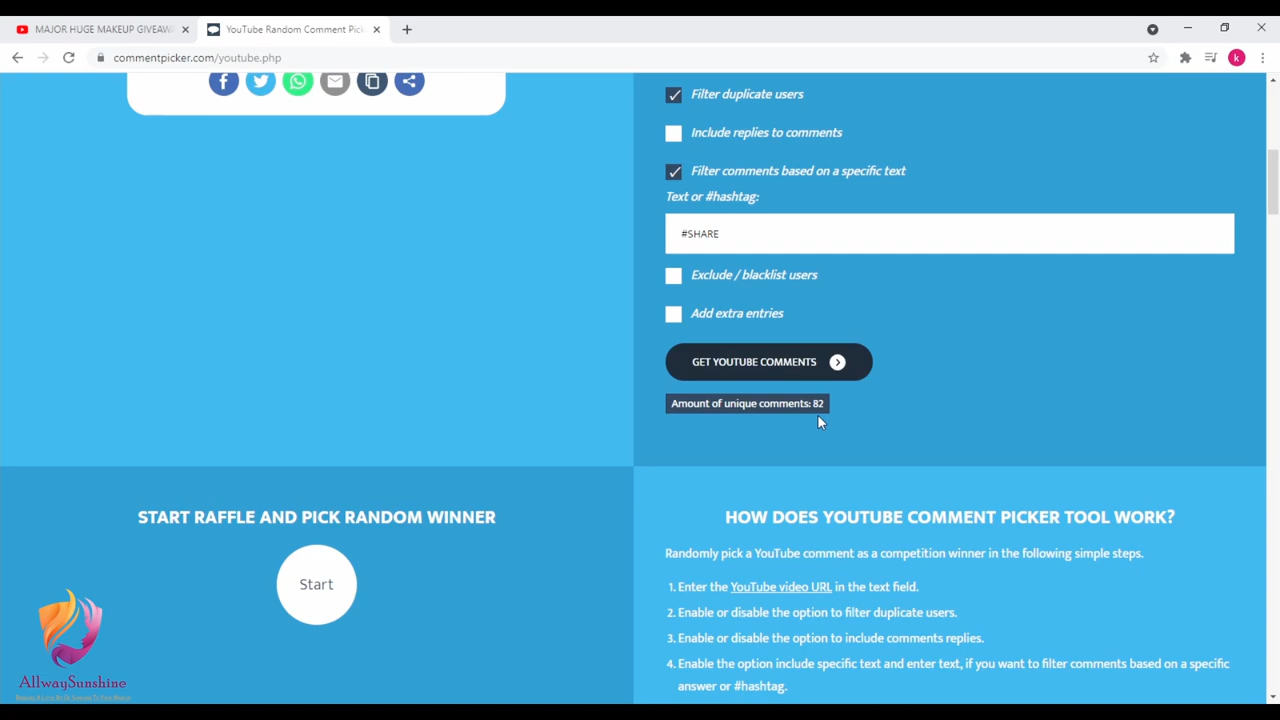 MAJOR HUGE MAKEUP GIVEAWA
YouTube Random Comment Pick
commentpicker.com/youtube.php
k
Filter duplicate users
Include replies to comments
Filter comments based on a specific text
Text or #hashtag:
#SHARE
Exclude / blacklist users
Add extra entries
GET YOUTUBE COMMENTS
Amount of unique comments: 82
START RAFFLE AND PICK RANDOM WINNER
Start
HOW DOES YOUTUBE COMMENT PICKER TOOL WORK?
Randomly pick a YouTube comment as a competition winner in the following simple steps.
1. Enter the YouTube video URL in the text field.
2. Enable or disable the option to filter duplicate users.
3. Enable or disable the option to include comments replies.
4. Enable the option include specific text and enter text, if you want to filter comments based on a specific
answer or #hashtag.
AllwaySunshine